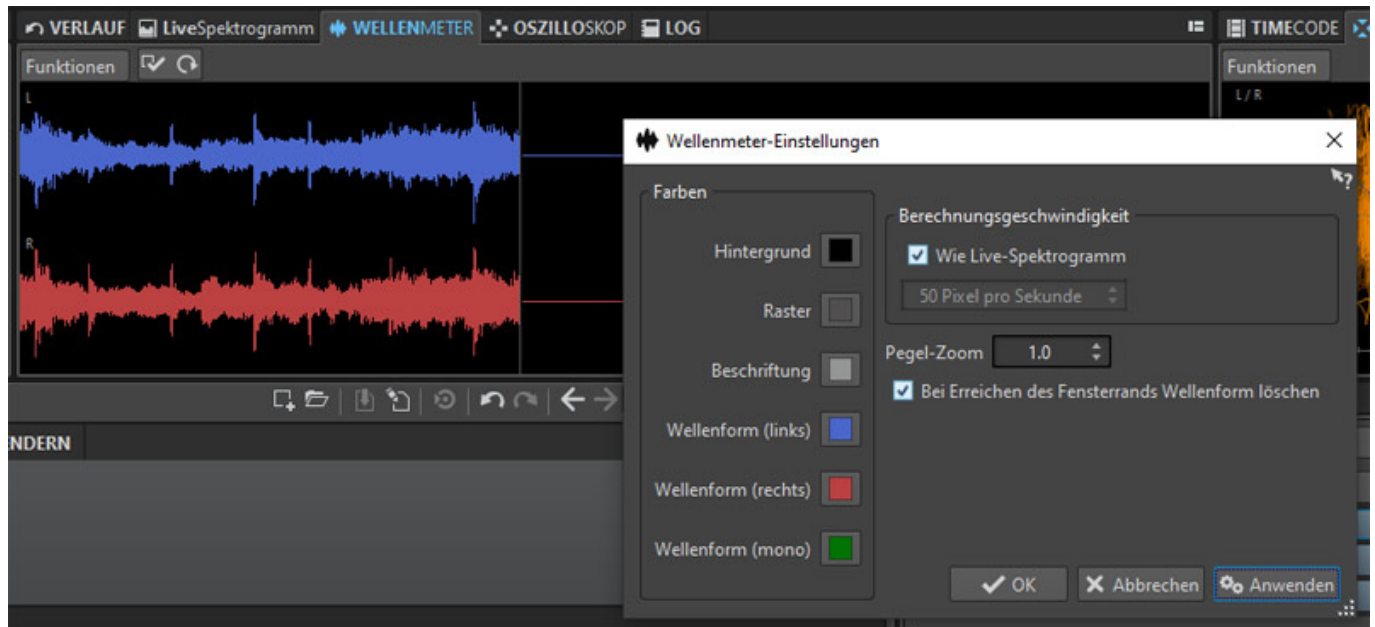 VERLAUF LiveSpektrogramm WELLENMETER OSZILLOSKOP LOG TIMECODE
Funktionen Funktionen
L L/R
R
Wellenmeter-Einstellungen
Farben
Hintergrund
Raster
Beschriftung
Wellenform (links)
Wellenform (rechts)
Wellenform (mono)
Berechnungsgeschwindigkeit
Wie Live-Spektrogramm
50 Pixel pro Sekunde
Pegel-Zoom 1.0
Bei Erreichen des Fensterrands Wellenform löschen
OK Abbrechen Anwenden
NDERN